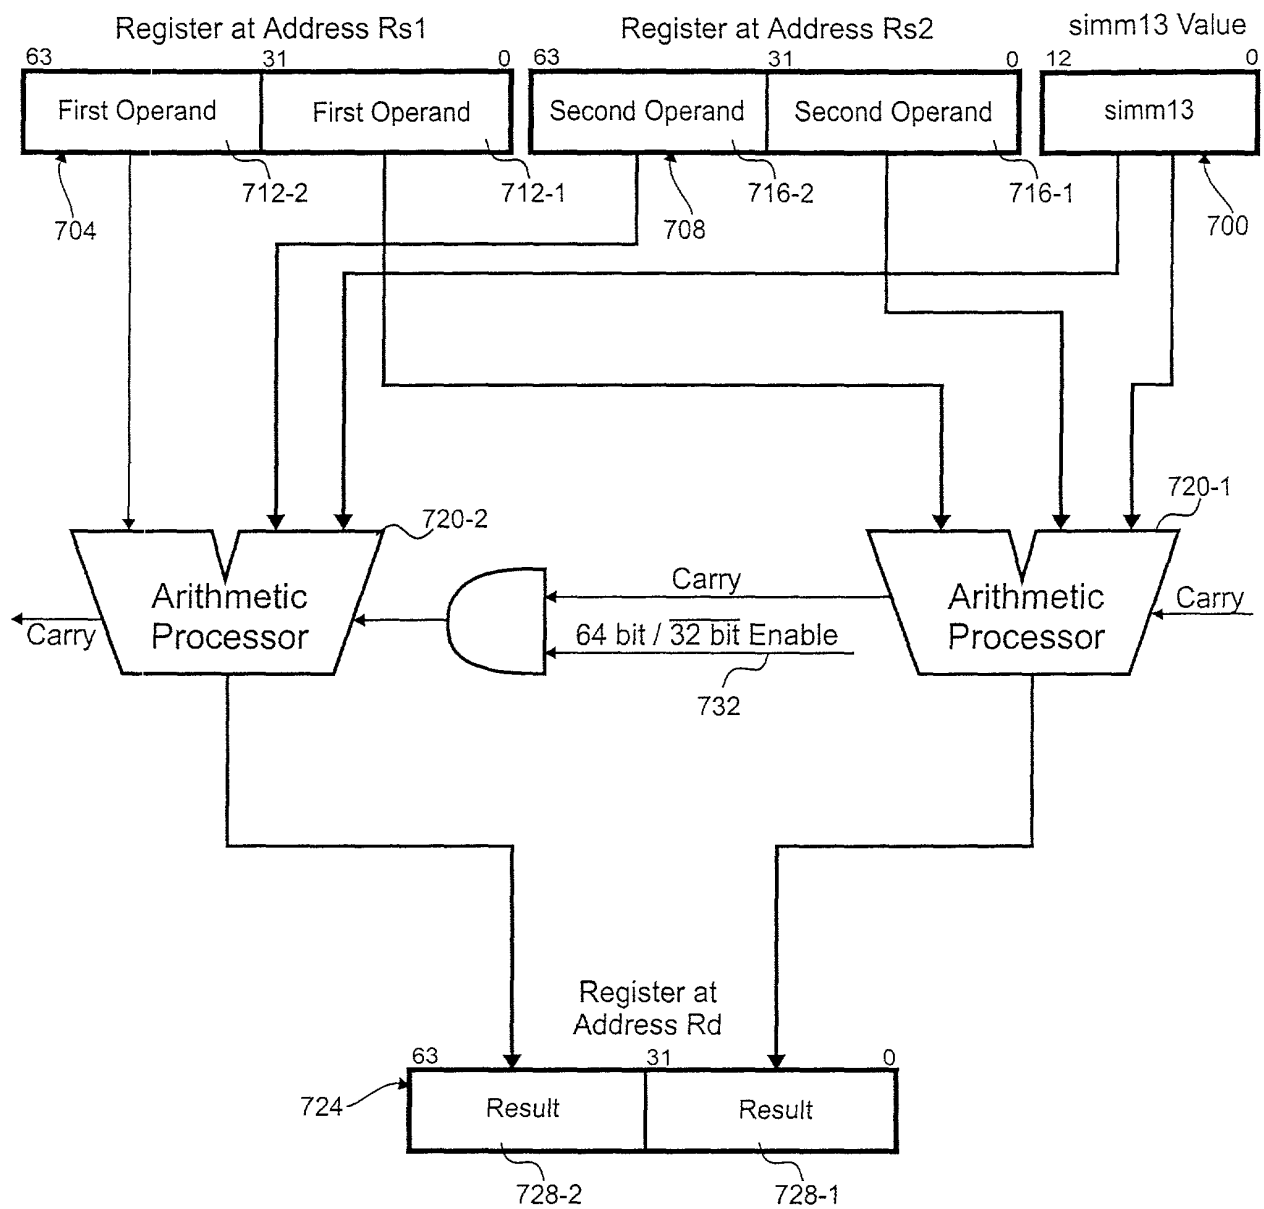 Register at Address Rs1
Register at Address Rs2
simm13 Value
63 31 0
63 31 0
12 0
First Operand
First Operand
Second Operand
Second Operand
simm13
704
712-2
712-1
708
716-2
716-1
700
720-2
720-1
Arithmetic
Processor
Carry
Carry
64 bit / 32 bit Enable
732
Arithmetic
Processor
Carry
Register at
Address Rd
63 31 0
724
Result
Result
728-2
728-1